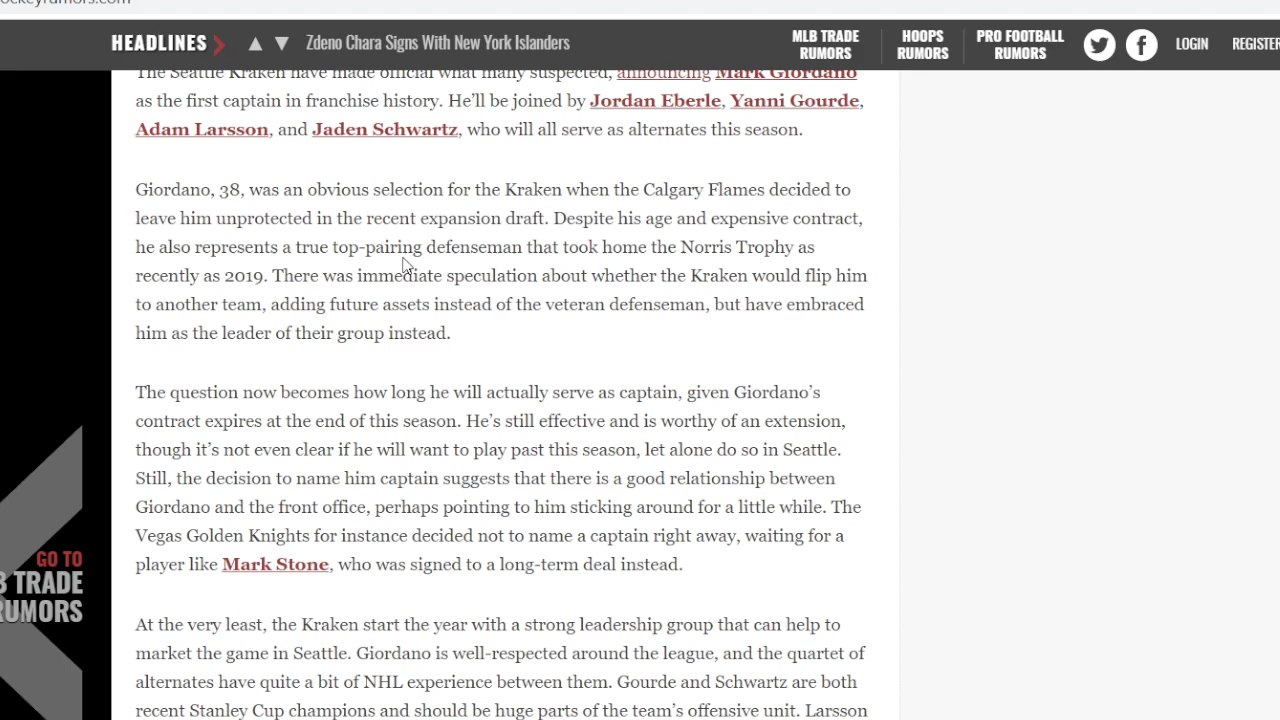 HEADLINES
Zdeno Chara Signs With New York Islanders
MLB TRADE
RUMORS
HOOPS
RUMORS
PRO FOOTBALL
RUMORS
LOGIN
REGISTER
The Seattle Kraken have made official what many suspected, announcing Mark Giordano
as the first captain in franchise history. He’ll be joined by Jordan Eberle, Yanni Gourde,
Adam Larsson, and Jaden Schwartz, who will all serve as alternates this season.
Giordano, 38, was an obvious selection for the Kraken when the Calgary Flames decided to
leave him unprotected in the recent expansion draft. Despite his age and expensive contract,
he also represents a true top-pairing defenseman that took home the Norris Trophy as
recently as 2019. There was immediate speculation about whether the Kraken would flip him
to another team, adding future assets instead of the veteran defenseman, but have embraced
him as the leader of their group instead.
The question now becomes how long he will actually serve as captain, given Giordano’s
contract expires at the end of this season. He’s still effective and is worthy of an extension,
though it’s not even clear if he will want to play past this season, let alone do so in Seattle.
Still, the decision to name him captain suggests that there is a good relationship between
Giordano and the front office, perhaps pointing to him sticking around for a little while. The
Vegas Golden Knights for instance decided not to name a captain right away, waiting for a
player like Mark Stone, who was signed to a long-term deal instead.
At the very least, the Kraken start the year with a strong leadership group that can help to
market the game in Seattle. Giordano is well-respected around the league, and the quartet of
alternates have quite a bit of NHL experience between them. Gourde and Schwartz are both
recent Stanley Cup champions and should be huge parts of the team’s offensive unit. Larsson
GO TO
B TRADE
RUMORS